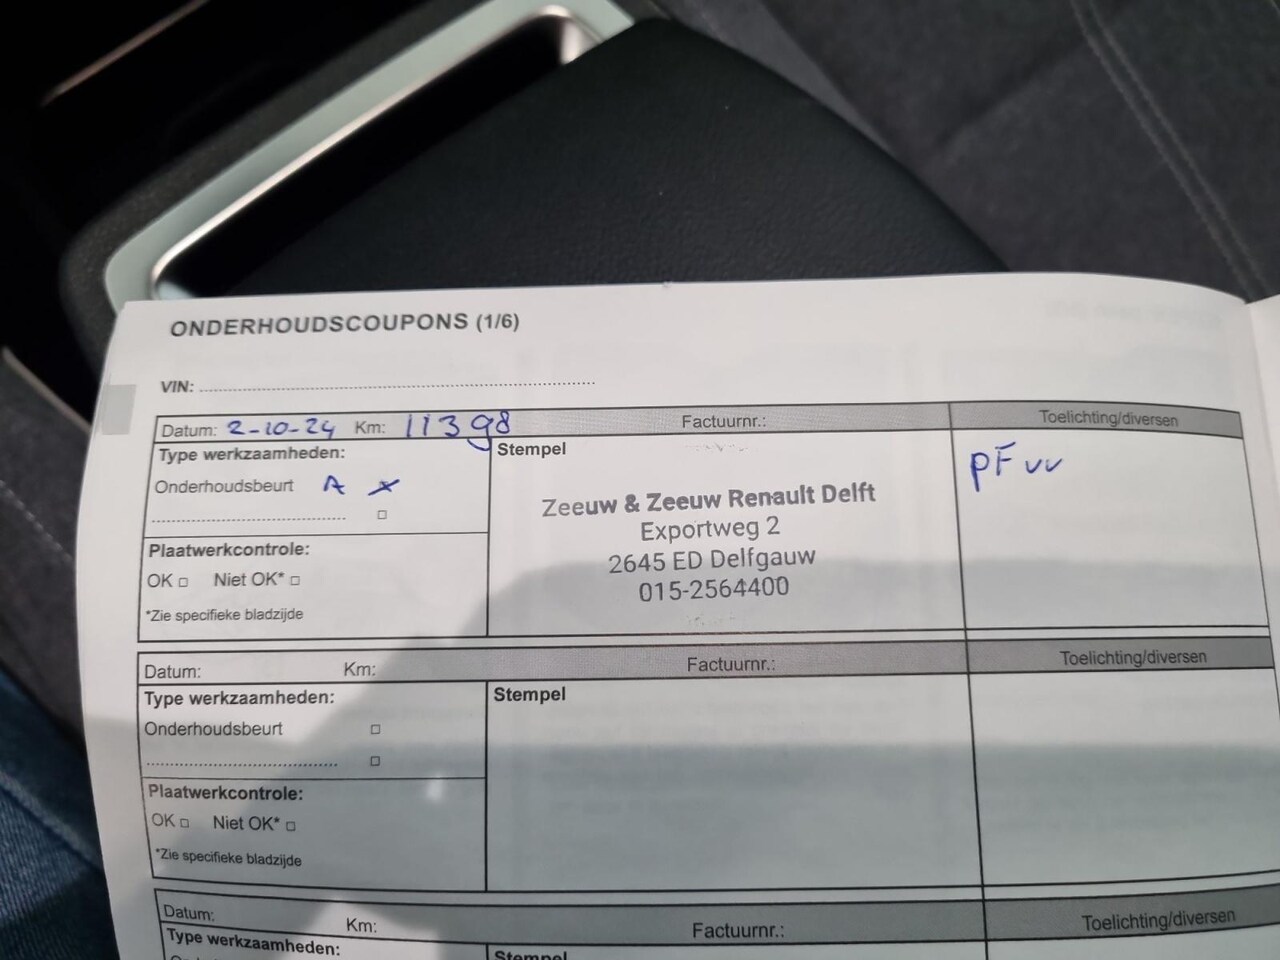 ONDERHOUDSCOUPONS (1/6)
VIN: ..........
Datum: 2-10-24 Km: 11398 Factuurnr.: Toelichting/diversen
Type werkzaamheden:
Onderhoudsbeurt A x
Plaatwerkcontrole:
OK □ Niet OK* □
*Zie specifieke bladzijde
Stempel
Zeeuw & Zeeuw Renault Delft
Exportweg 2
2645 ED Delfgauw
015-2564400
PF vv
Datum: Km: Factuurnr.: Toelichting/diversen
Type werkzaamheden:
Onderhoudsbeurt □
.......... □
Plaatwerkcontrole:
OK □ Niet OK* □
*Zie specifieke bladzijde
Stempel
Datum: Km: Factuurnr.: Toelichting/diversen
Type werkzaamheden:
Stempel